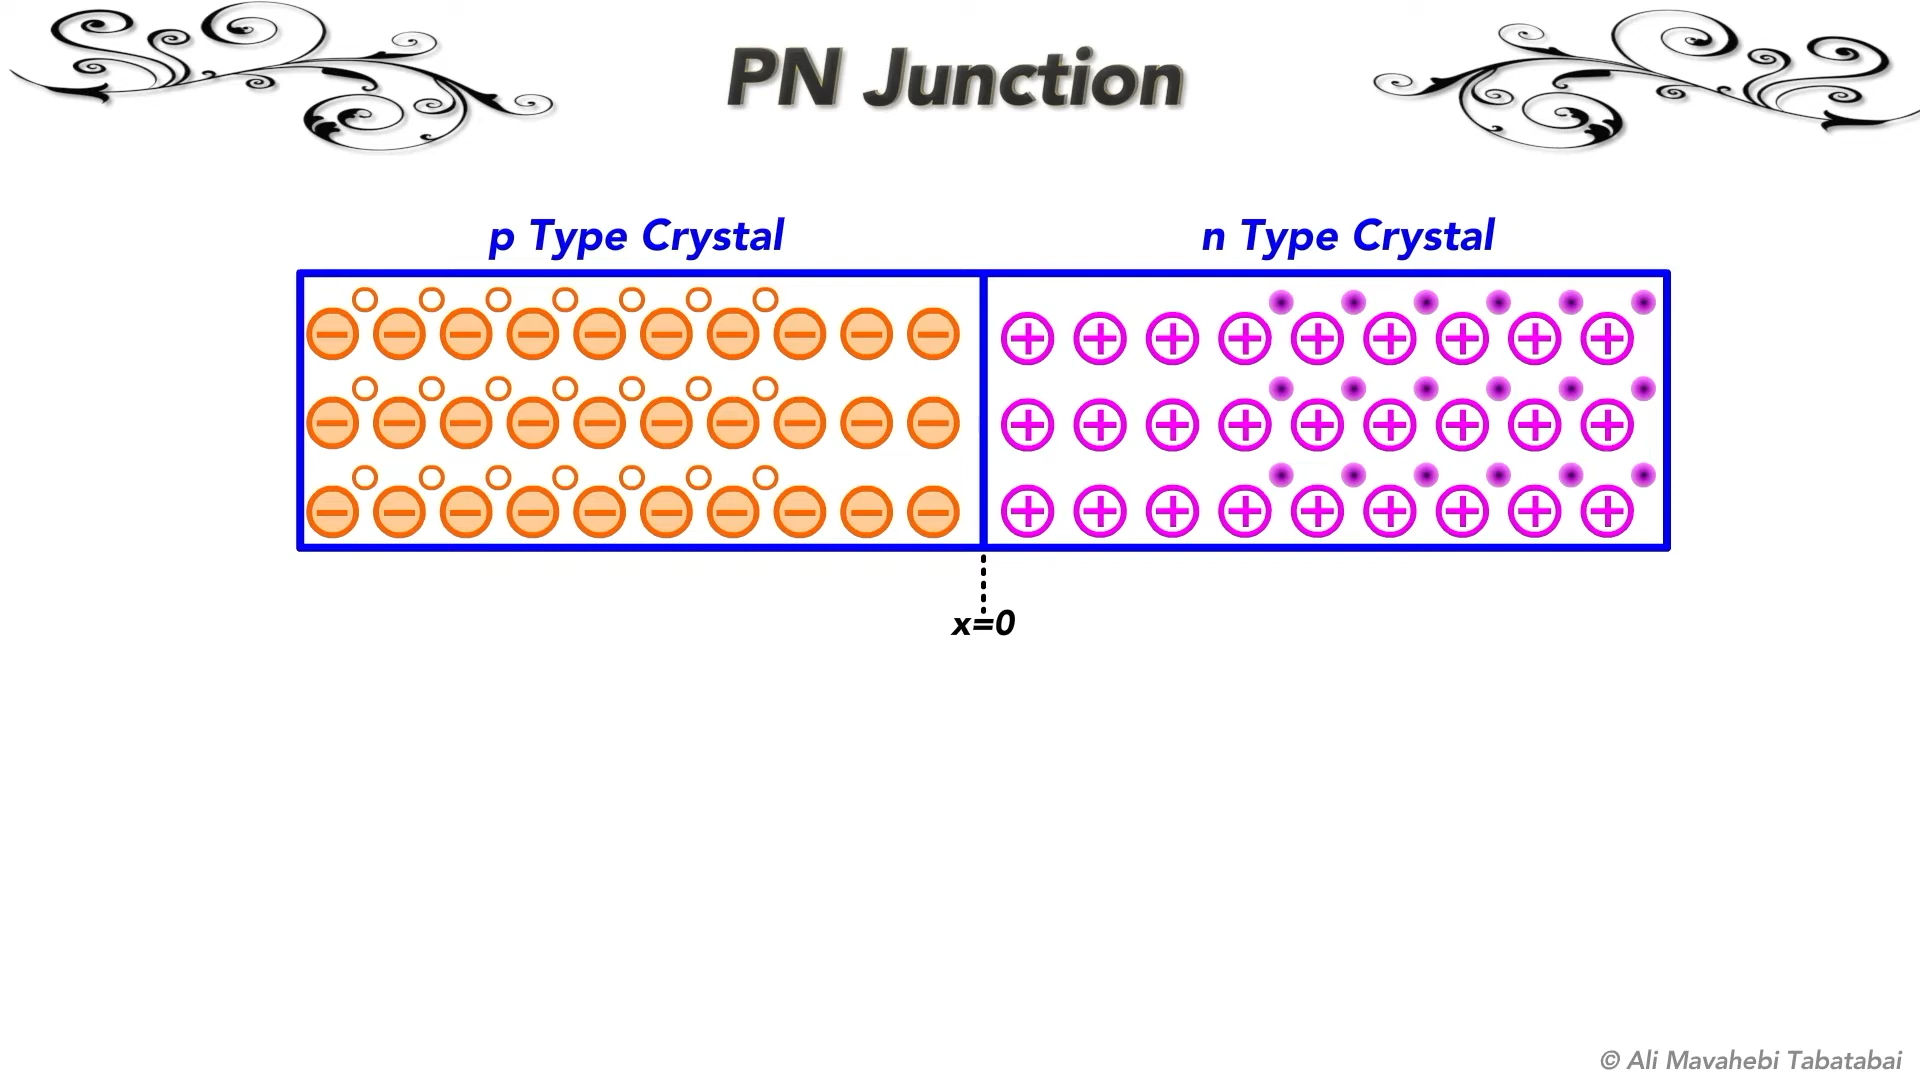 PN Junction
p Type Crystal
n Type Crystal
x=0
© Ali Mavahebi Tabatabai